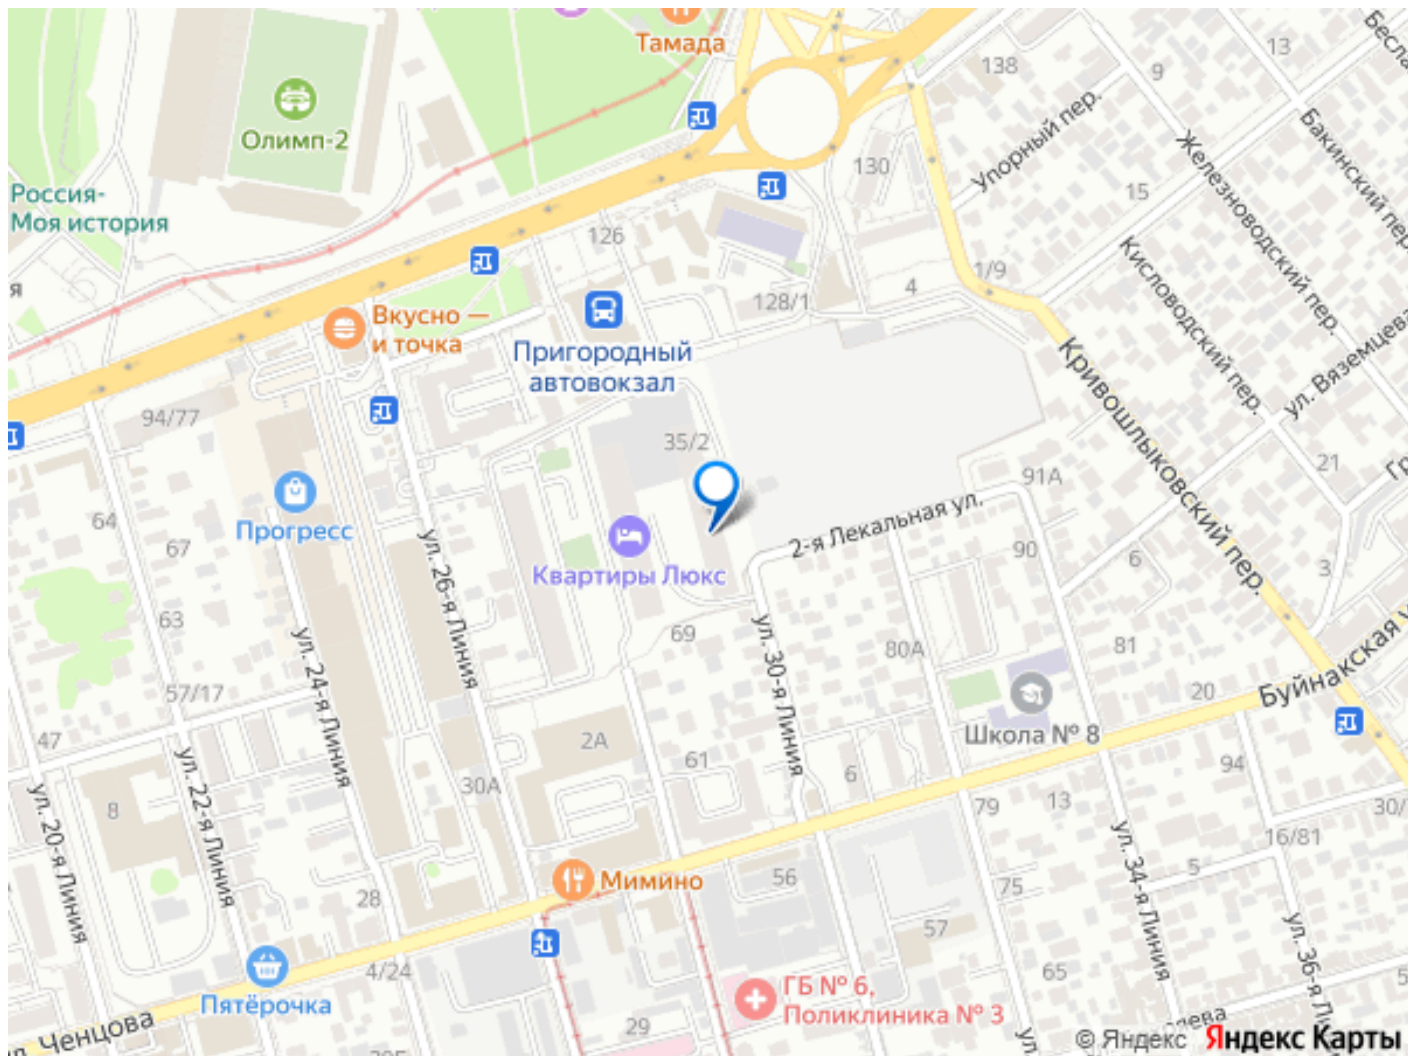 Тамада
Олимп-2
Россия-
Моя история
я
138
13
9
Упорный пер.
Железноводский пер.
Бакинский пер.
130
15
126
Кисловодский пер.
1/9
4
128/1
Вкусно —
и точка
Пригородный
автовокзал
ул. Вяземцева
Кривошлыковский пер.
94/77
35/2
21
91А
Прогресс
64
67
2-я Лекальная ул.
90
6
3
Квартиры Люкс
ул. 26-я Линия
63
69
80А
81
ул. 24-я Линия
ул. 30-я Линия
57/17
20
Буйнакская у
Школа № 8
47
2А
61
6
94
8
30А
79
13
30/
ул. 20-я Линия
ул. 22-я Линия
ул. 34-я Линия
16/81
5
Мимино
56
75
28
57
ул. 36-я Ли
4/24
65
5
Пятёрочка
ГБ № 6,
Поликлиника № 3
29
ул.
Ченцова
© Яндекс Яндекс Карты